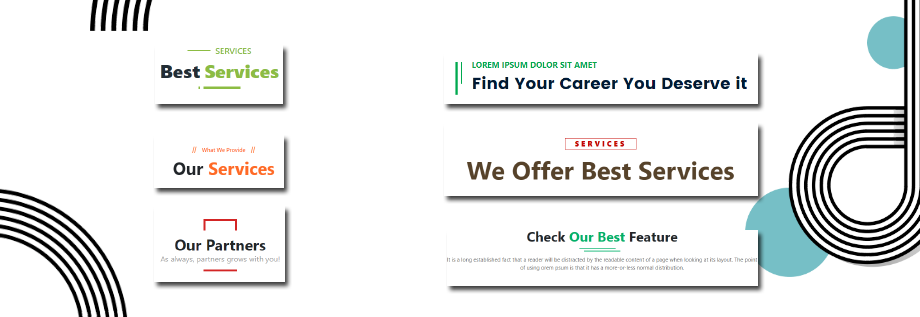 SERVICES
Best Services
// What We Provide //
Our Services
Our Partners
As always, partners grows with you!
LOREM IPSUM DOLOR SIT AMET
Find Your Career You Deserve it
SERVICES
We Offer Best Services
Check Our Best Feature
It is a long established fact that a reader will be distracted by the readable content of a page when looking at its layout. The point
of using lorem ipsum is that it has a more-or-less normal distribution.